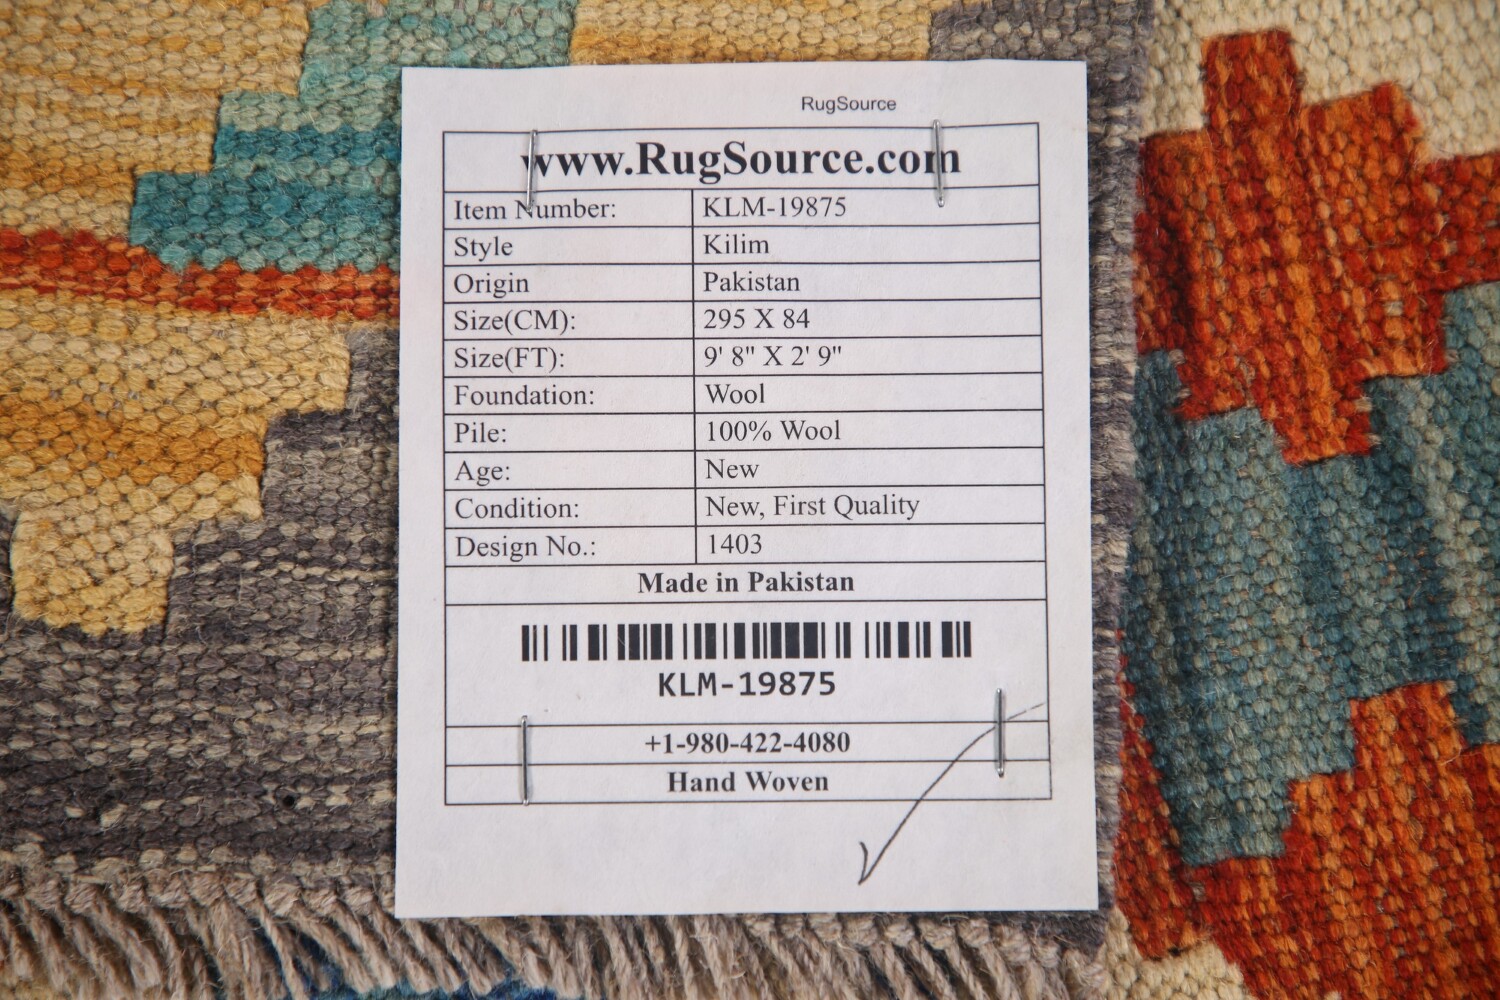 RugSource
www.RugSource.com
Item Number: KLM-19875
Style Kilim
Origin Pakistan
Size(CM): 295 X 84
Size(FT): 9' 8" X 2' 9"
Foundation: Wool
Pile: 100% Wool
Age: New
Condition: New, First Quality
Design No.: 1403
Made in Pakistan
KLM-19875
+1-980-422-4080
Hand Woven